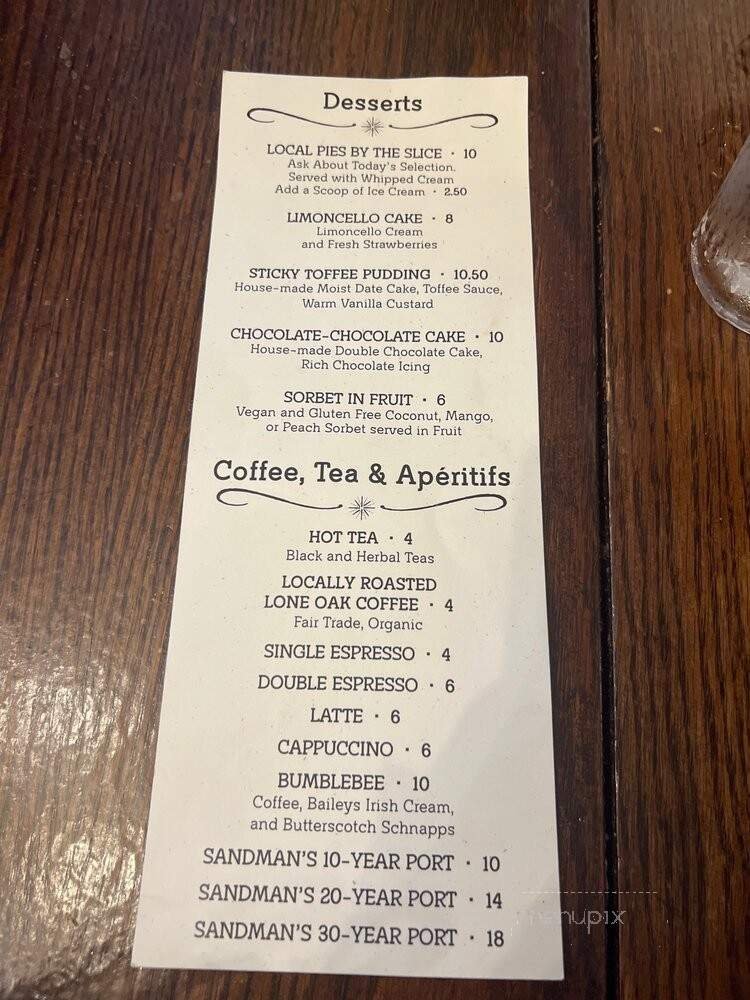 Desserts
LOCAL PIES BY THE SLICE · 10
Ask About Today's Selection.
Served with Whipped Cream
Add a Scoop of Ice Cream · 2.50
LIMONCELLO CAKE · 8
Limoncello Cream
and Fresh Strawberries
STICKY TOFFEE PUDDING · 10.50
House-made Moist Date Cake, Toffee Sauce,
Warm Vanilla Custard
CHOCOLATE-CHOCOLATE CAKE · 10
House-made Double Chocolate Cake,
Rich Chocolate Icing
SORBET IN FRUIT · 6
Vegan and Gluten Free Coconut, Mango,
or Peach Sorbet served in Fruit
Coffee, Tea & Apéritifs
HOT TEA · 4
Black and Herbal Teas
LOCALLY ROASTED
LONE OAK COFFEE · 4
Fair Trade, Organic
SINGLE ESPRESSO · 4
DOUBLE ESPRESSO · 6
LATTE · 6
CAPPUCCINO · 6
BUMBLEBEE · 10
Coffee, Baileys Irish Cream,
and Butterscotch Schnapps
SANDMAN'S 10-YEAR PORT · 10
SANDMAN'S 20-YEAR PORT · 14
menupix
SANDMAN'S 30-YEAR PORT · 18